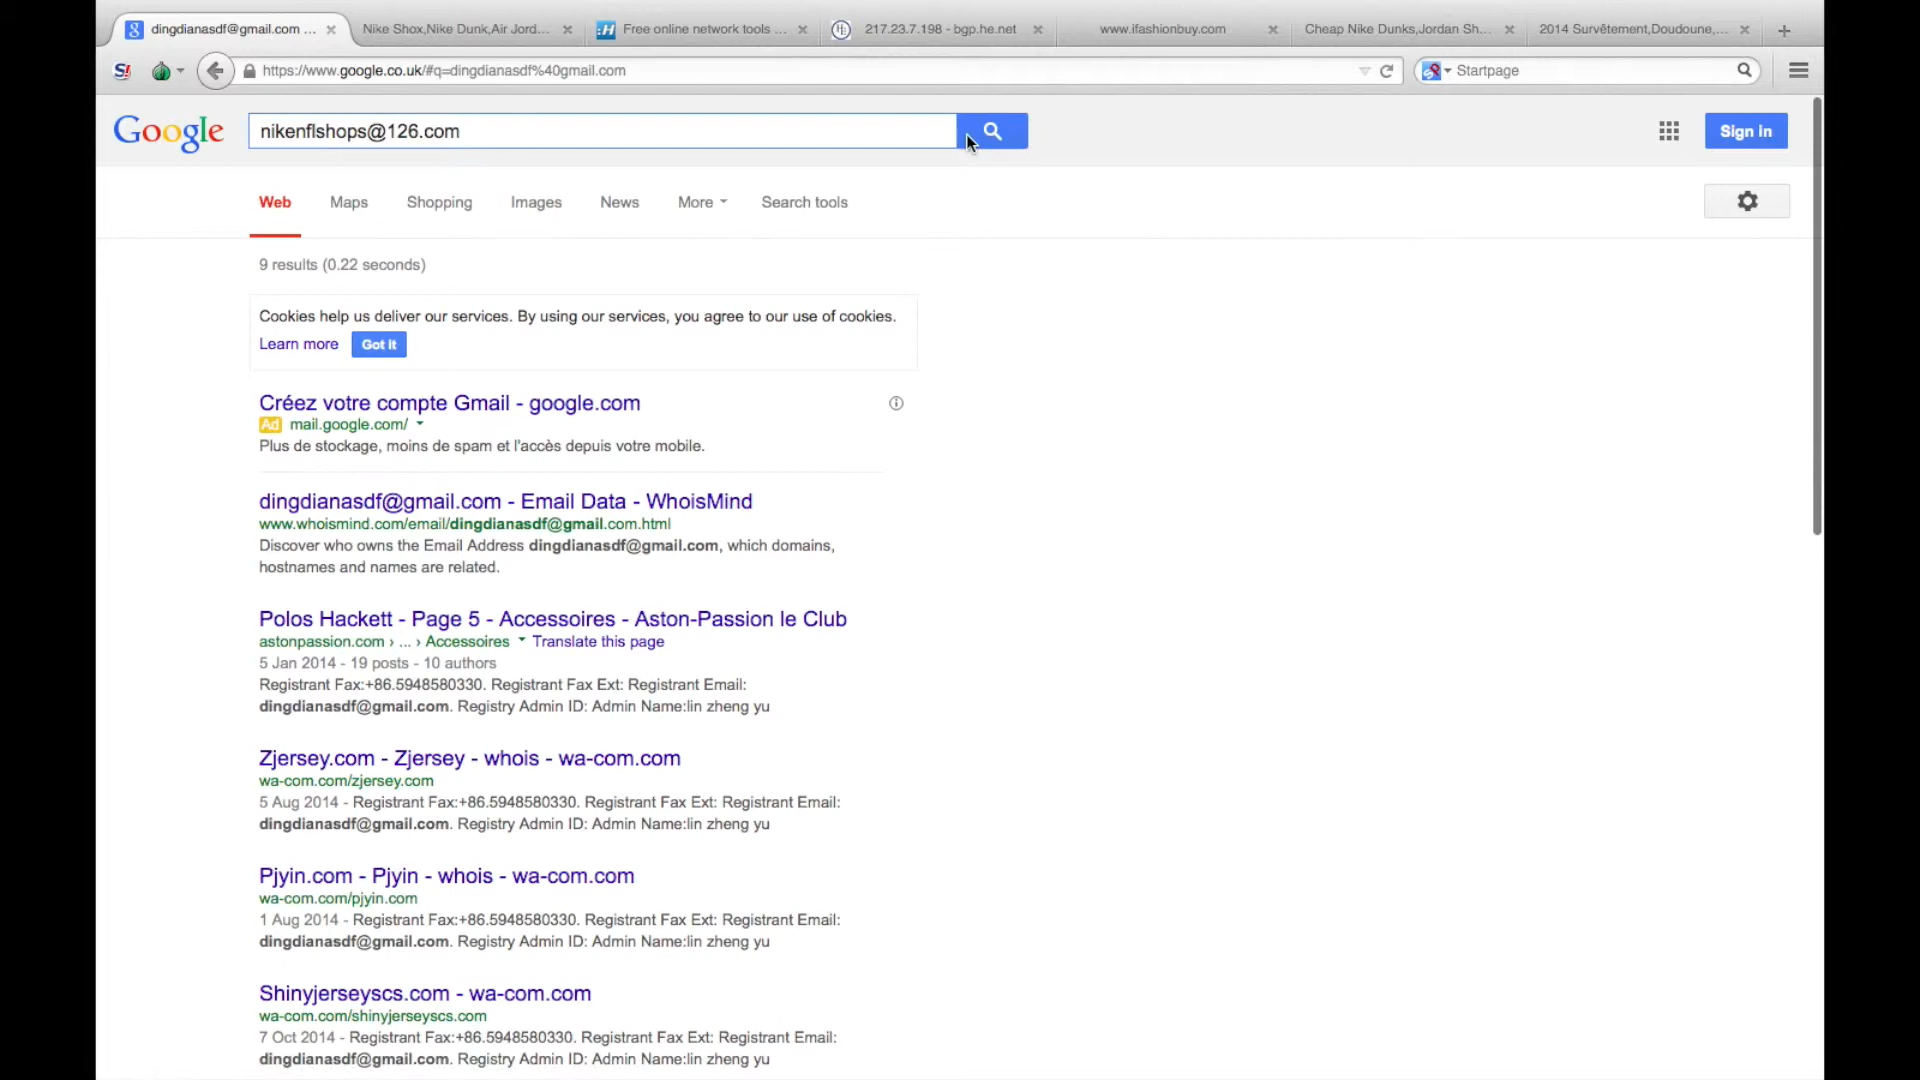 dingdianasdf@gmail.com ...
Nike Shox,Nike Dunk,Air Jord...
Free online network tools ...
217.23.7.198 - bgp.he.net
www.ifashionbuy.com
Cheap Nike Dunks,Jordan Sh...
2014 Survêtement,Doudoune,...
https://www.google.co.uk/#q=dingdianasdf%40gmail.com
Startpage
Google
nikenflshops@126.com
Sign in
Web
Maps
Shopping
Images
News
More
Search tools
9 results (0.22 seconds)
Cookies help us deliver our services. By using our services, you agree to our use of cookies.
Learn more
Got it
Créez votre compte Gmail - google.com
Ad mail.google.com/
Plus de stockage, moins de spam et l'accès depuis votre mobile.
dingdianasdf@gmail.com - Email Data - WhoisMind
www.whoismind.com/email/dingdianasdf@gmail.com.html
Discover who owns the Email Address dingdianasdf@gmail.com, which domains,
hostnames and names are related.
Polos Hackett - Page 5 - Accessoires - Aston-Passion le Club
astonpassion.com › ... › Accessoires Translate this page
5 Jan 2014 - 19 posts - 10 authors
Registrant Fax:+86.5948580330. Registrant Fax Ext: Registrant Email:
dingdianasdf@gmail.com. Registry Admin ID: Admin Name:lin zheng yu
Zjersey.com - Zjersey - whois - wa-com.com
wa-com.com/zjersey.com
5 Aug 2014 - Registrant Fax:+86.5948580330. Registrant Fax Ext: Registrant Email:
dingdianasdf@gmail.com. Registry Admin ID: Admin Name:lin zheng yu
Pjyin.com - Pjyin - whois - wa-com.com
wa-com.com/pjyin.com
1 Aug 2014 - Registrant Fax:+86.5948580330. Registrant Fax Ext: Registrant Email:
dingdianasdf@gmail.com. Registry Admin ID: Admin Name:lin zheng yu
Shinyjerseyscs.com - wa-com.com
wa-com.com/shinyjerseyscs.com
7 Oct 2014 - Registrant Fax:+86.5948580330. Registrant Fax Ext: Registrant Email:
dingdianasdf@gmail.com. Registry Admin ID: Admin Name:lin zheng yu